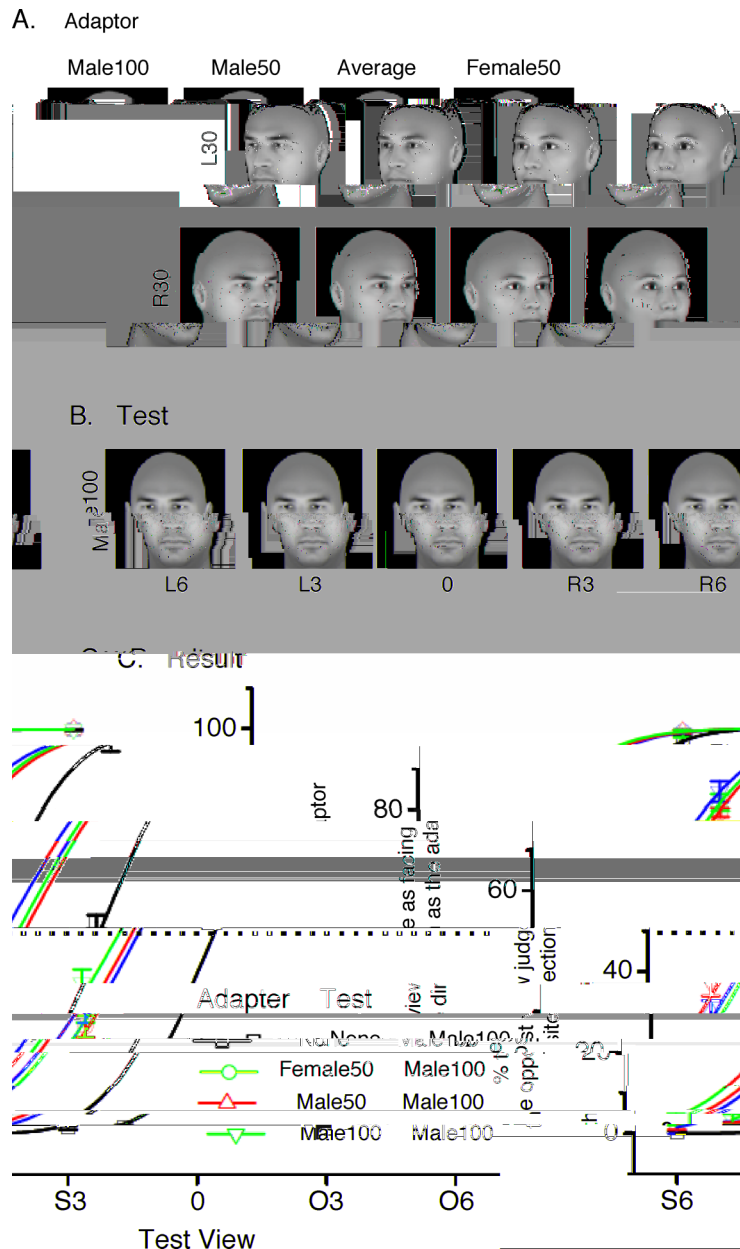 A. Adaptor
Male100 Male50 Average Female50
L30
R30
B. Test
Male100
L6 L3 0 R3 R6
C. Result
100
80
60
40
20
0
Adapter Test
None Male100
Female50 Male100
Male50 Male100
Male100 Male100
S3 0 O3 O6 S6
Test View